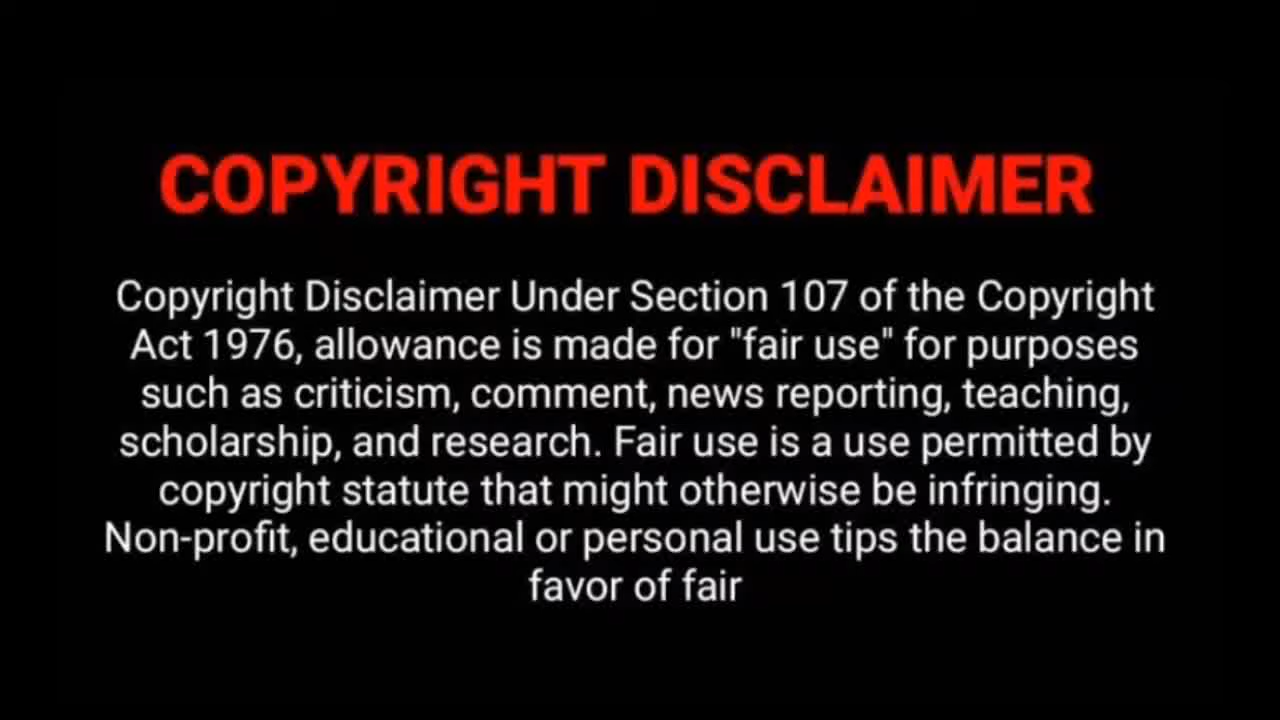 COPYRIGHT DISCLAIMER
Copyright Disclaimer Under Section 107 of the Copyright
Act 1976, allowance is made for "fair use" for purposes
such as criticism, comment, news reporting, teaching,
scholarship, and research. Fair use is a use permitted by
copyright statute that might otherwise be infringing.
Non-profit, educational or personal use tips the balance in
favor of fair